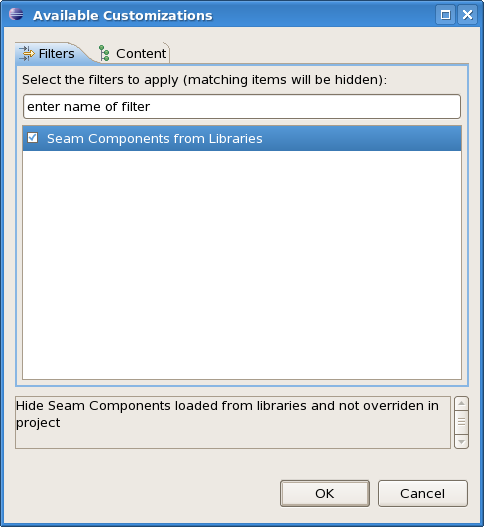 Available Customizations
Filters
Content
Select the filters to apply (matching items will be hidden):
enter name of filter
Seam Components from Libraries
Hide Seam Components loaded from libraries and not overriden in
project
OK
Cancel